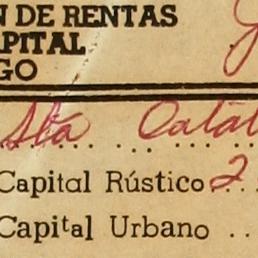 N DE RENTAS
APITAL
GO
Sta Catal
Capital Rústico 2
Capital Urbano ..